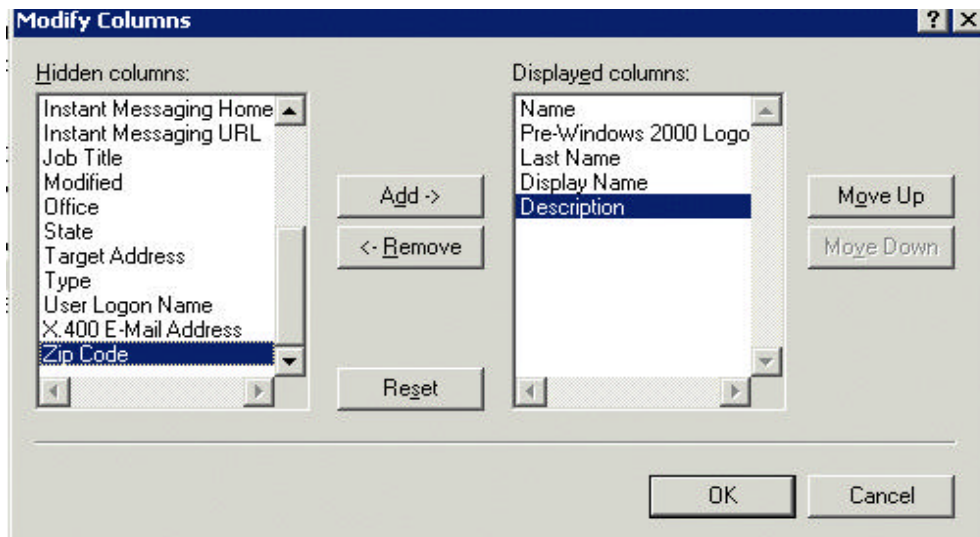 Modify Columns
Hidden columns:
Instant Messaging Home
Instant Messaging URL
Job Title
Modified
Office
State
Target Address
Type
User Logon Name
X.400 E-Mail Address
Zip Code
Add ->
<- Remove
Reset
Displayed columns:
Name
Pre-Windows 2000 Logo
Last Name
Display Name
Description
Move Up
Move Down
OK
Cancel